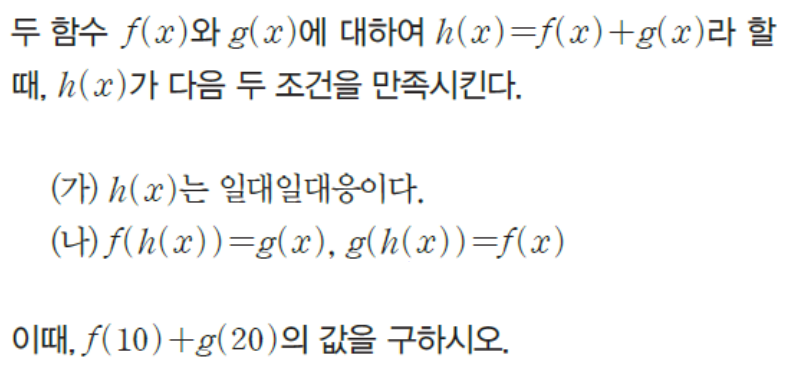 두 함수 f(x)와 g(x)에 대하여 h(x)=f(x)+g(x)라 할
때, h(x)가 다음 두 조건을 만족시킨다.
(가) h(x)는 일대일대응이다.
(나) f(h(x))=g(x), g(h(x))=f(x)
이때, f(10)+g(20)의 값을 구하시오.